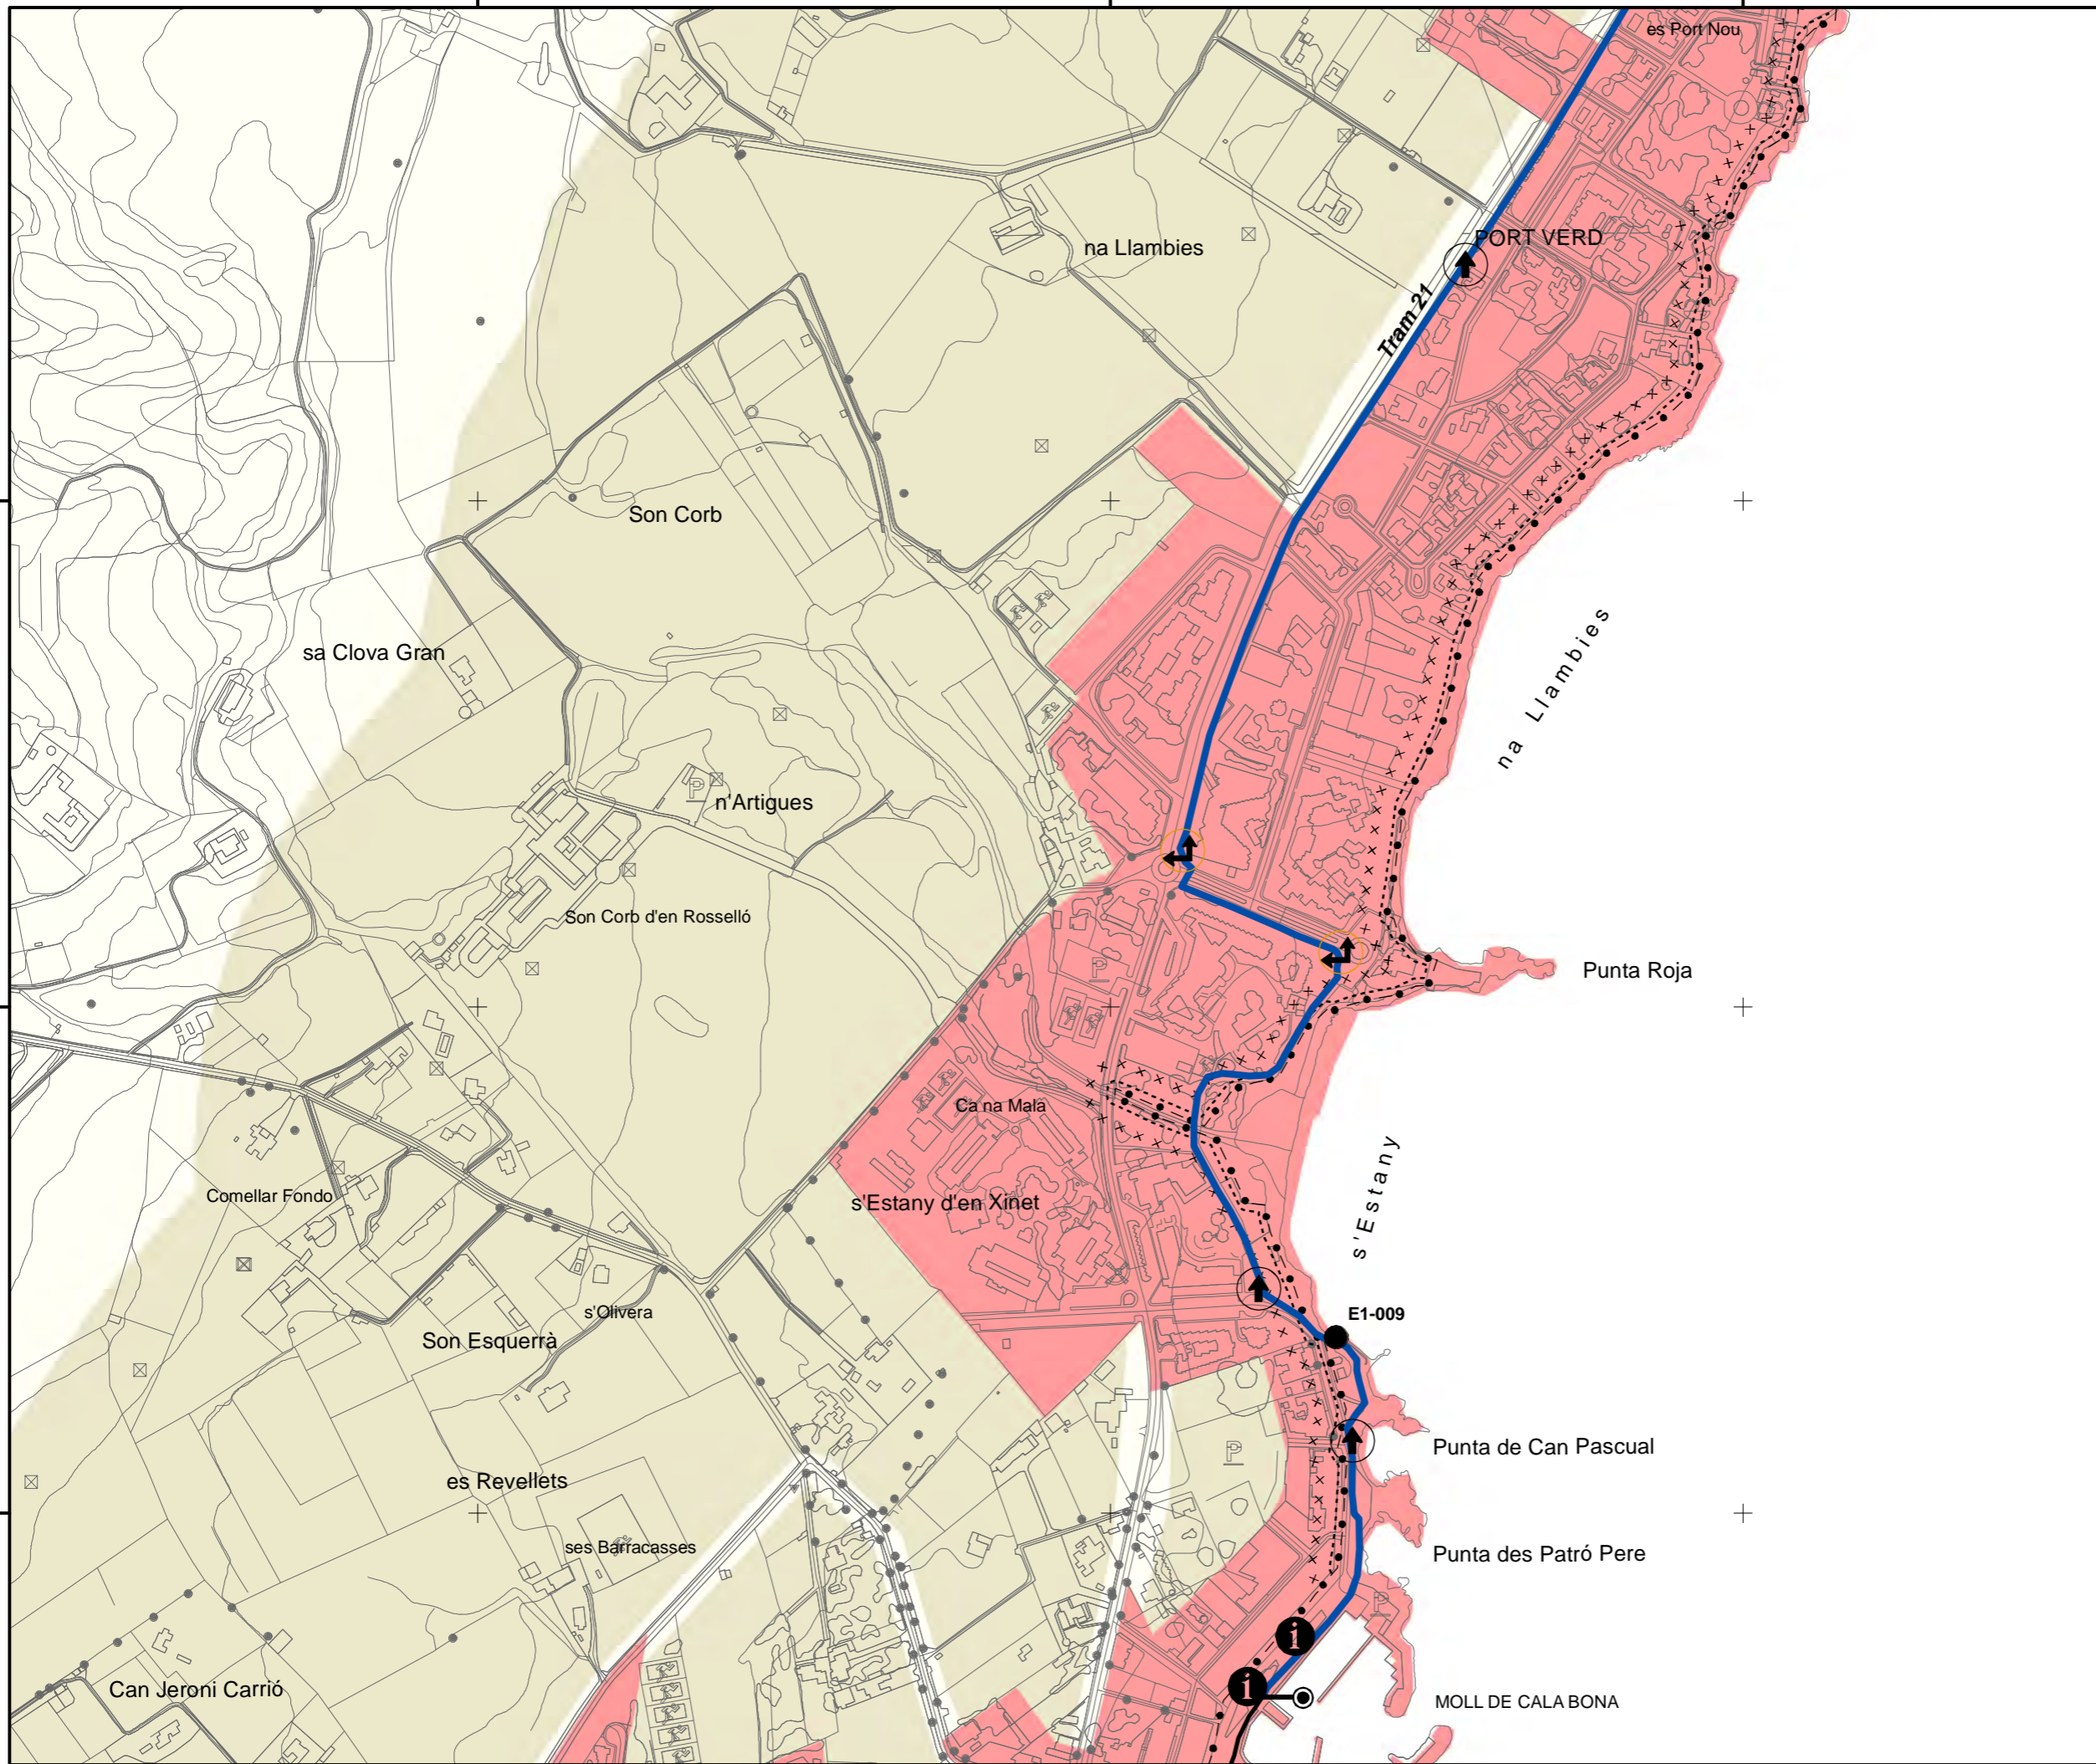 es Port Nou
PORT VERD
na Llambies
Tram 21
Son Corb
sa Clova Gran
na Llambies
P
n'Artigues
Son Corb d'en Rosselló
P
Punta Roja
Ca na Mala
Comellar Fondo
s'Estany d'en Xinet
s'Estany
s'Olivera
E1-009
Son Esquerrà
Punta de Can Pascual
P
es Revellets
ses Barracasses
Punta des Patró Pere
P
i
i
Can Jeroni Carrió
MOLL DE CALA BONA